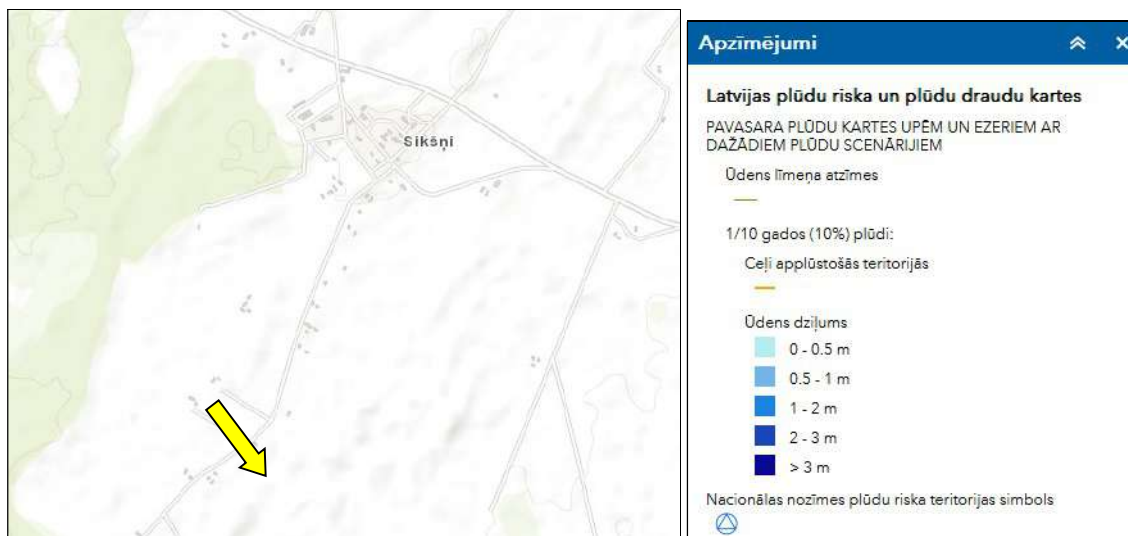 Sikšņi
Apzīmējumi
Latvijas plūdu riska un plūdu draudu kartes
PAVASARA PLŪDU KARTES UPĒM UN EZERIEM AR
DAŽĀDIEM PLŪDU SCENĀRIJIEM
Ūdens līmeņa atzīmes
1/10 gados (10%) plūdi:
Ceļi applūstošās teritorijās
Ūdens dziļums
0 - 0.5 m
0.5 - 1 m
1 - 2 m
2 - 3 m
> 3 m
Nacionālas nozīmes plūdu riska teritorijas simbols